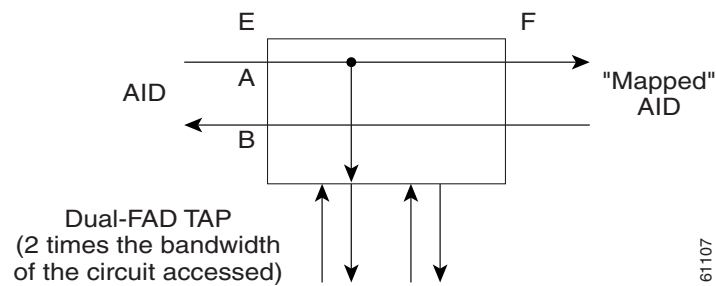 E F
A
AID
"Mapped"
AID
B
Dual-FAD TAP
(2 times the bandwidth
of the circuit accessed)
61107